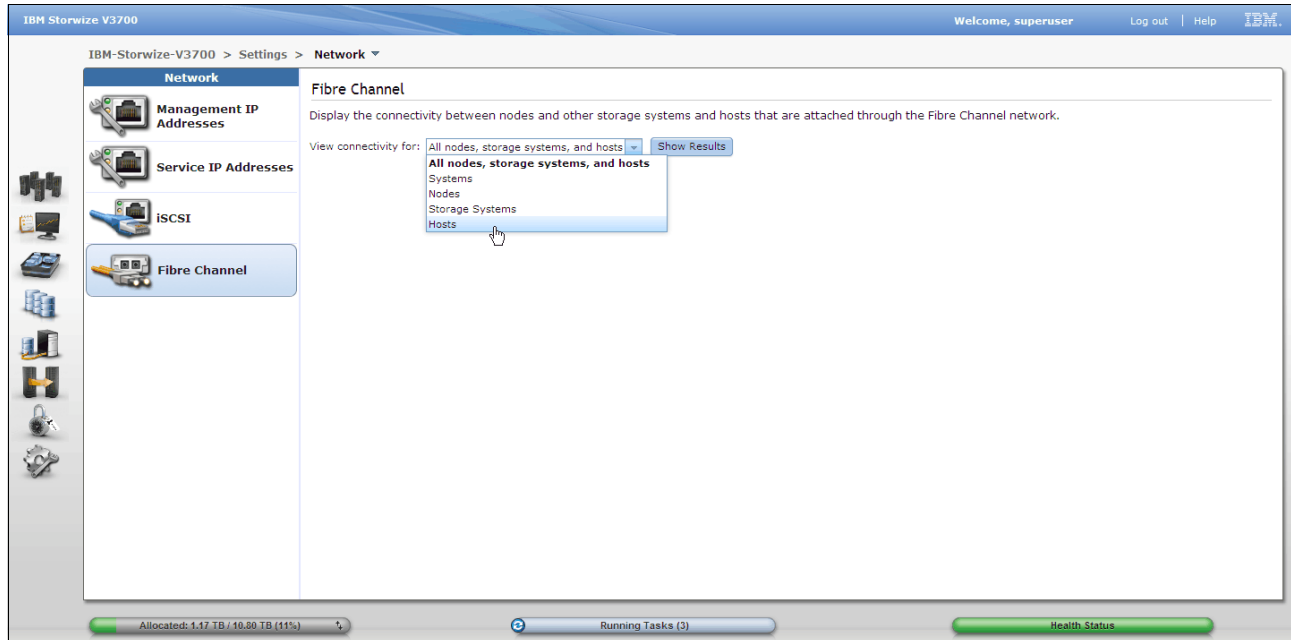 IBM Storwize V3700
Welcome, superuser
Log out | Help
IBM.
IBM-Storwize-V3700 > Settings > Network
Network
Management IP
Addresses
Service IP Addresses
iSCSI
Fibre Channel
Fibre Channel
Display the connectivity between nodes and other storage systems and hosts that are attached through the Fibre Channel network.
View connectivity for: All nodes, storage systems, and hosts Show Results
All nodes, storage systems, and hosts
Systems
Nodes
Storage Systems
Hosts
Allocated: 1.17 TB / 10.80 TB (11%)
Running Tasks (3)
Health Status